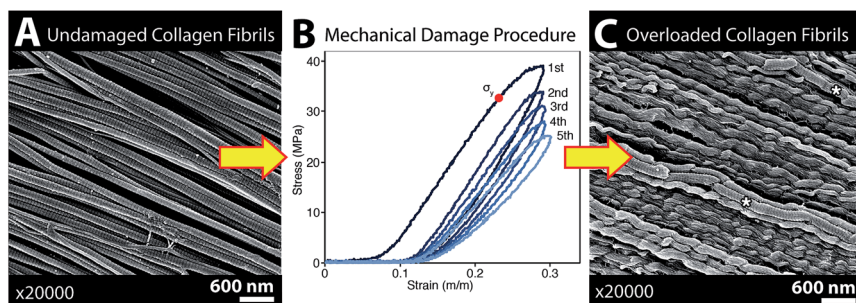 A Undamaged Collagen Fibrils
x20000
600 nm
B Mechanical Damage Procedure
Stress (MPa)
40
30
20
10
0
σy
1st
2nd
3rd
4th
5th
0
0.1
0.2
0.3
Strain (m/m)
C Overloaded Collagen Fibrils
*
*
x20000
600 nm